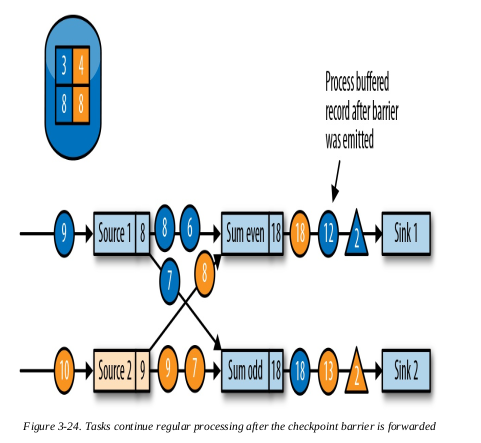 3 4
8 8
Process buffered
record after barrier
was emitted
9 Source 1 8 8 6 Sum even 18 18 12 2 Sink 1
7 8
10 Source 2 9 9 7 Sum odd 18 18 13 2 Sink 2
Figure 3-24. Tasks continue regular processing after the checkpoint barrier is forwarded